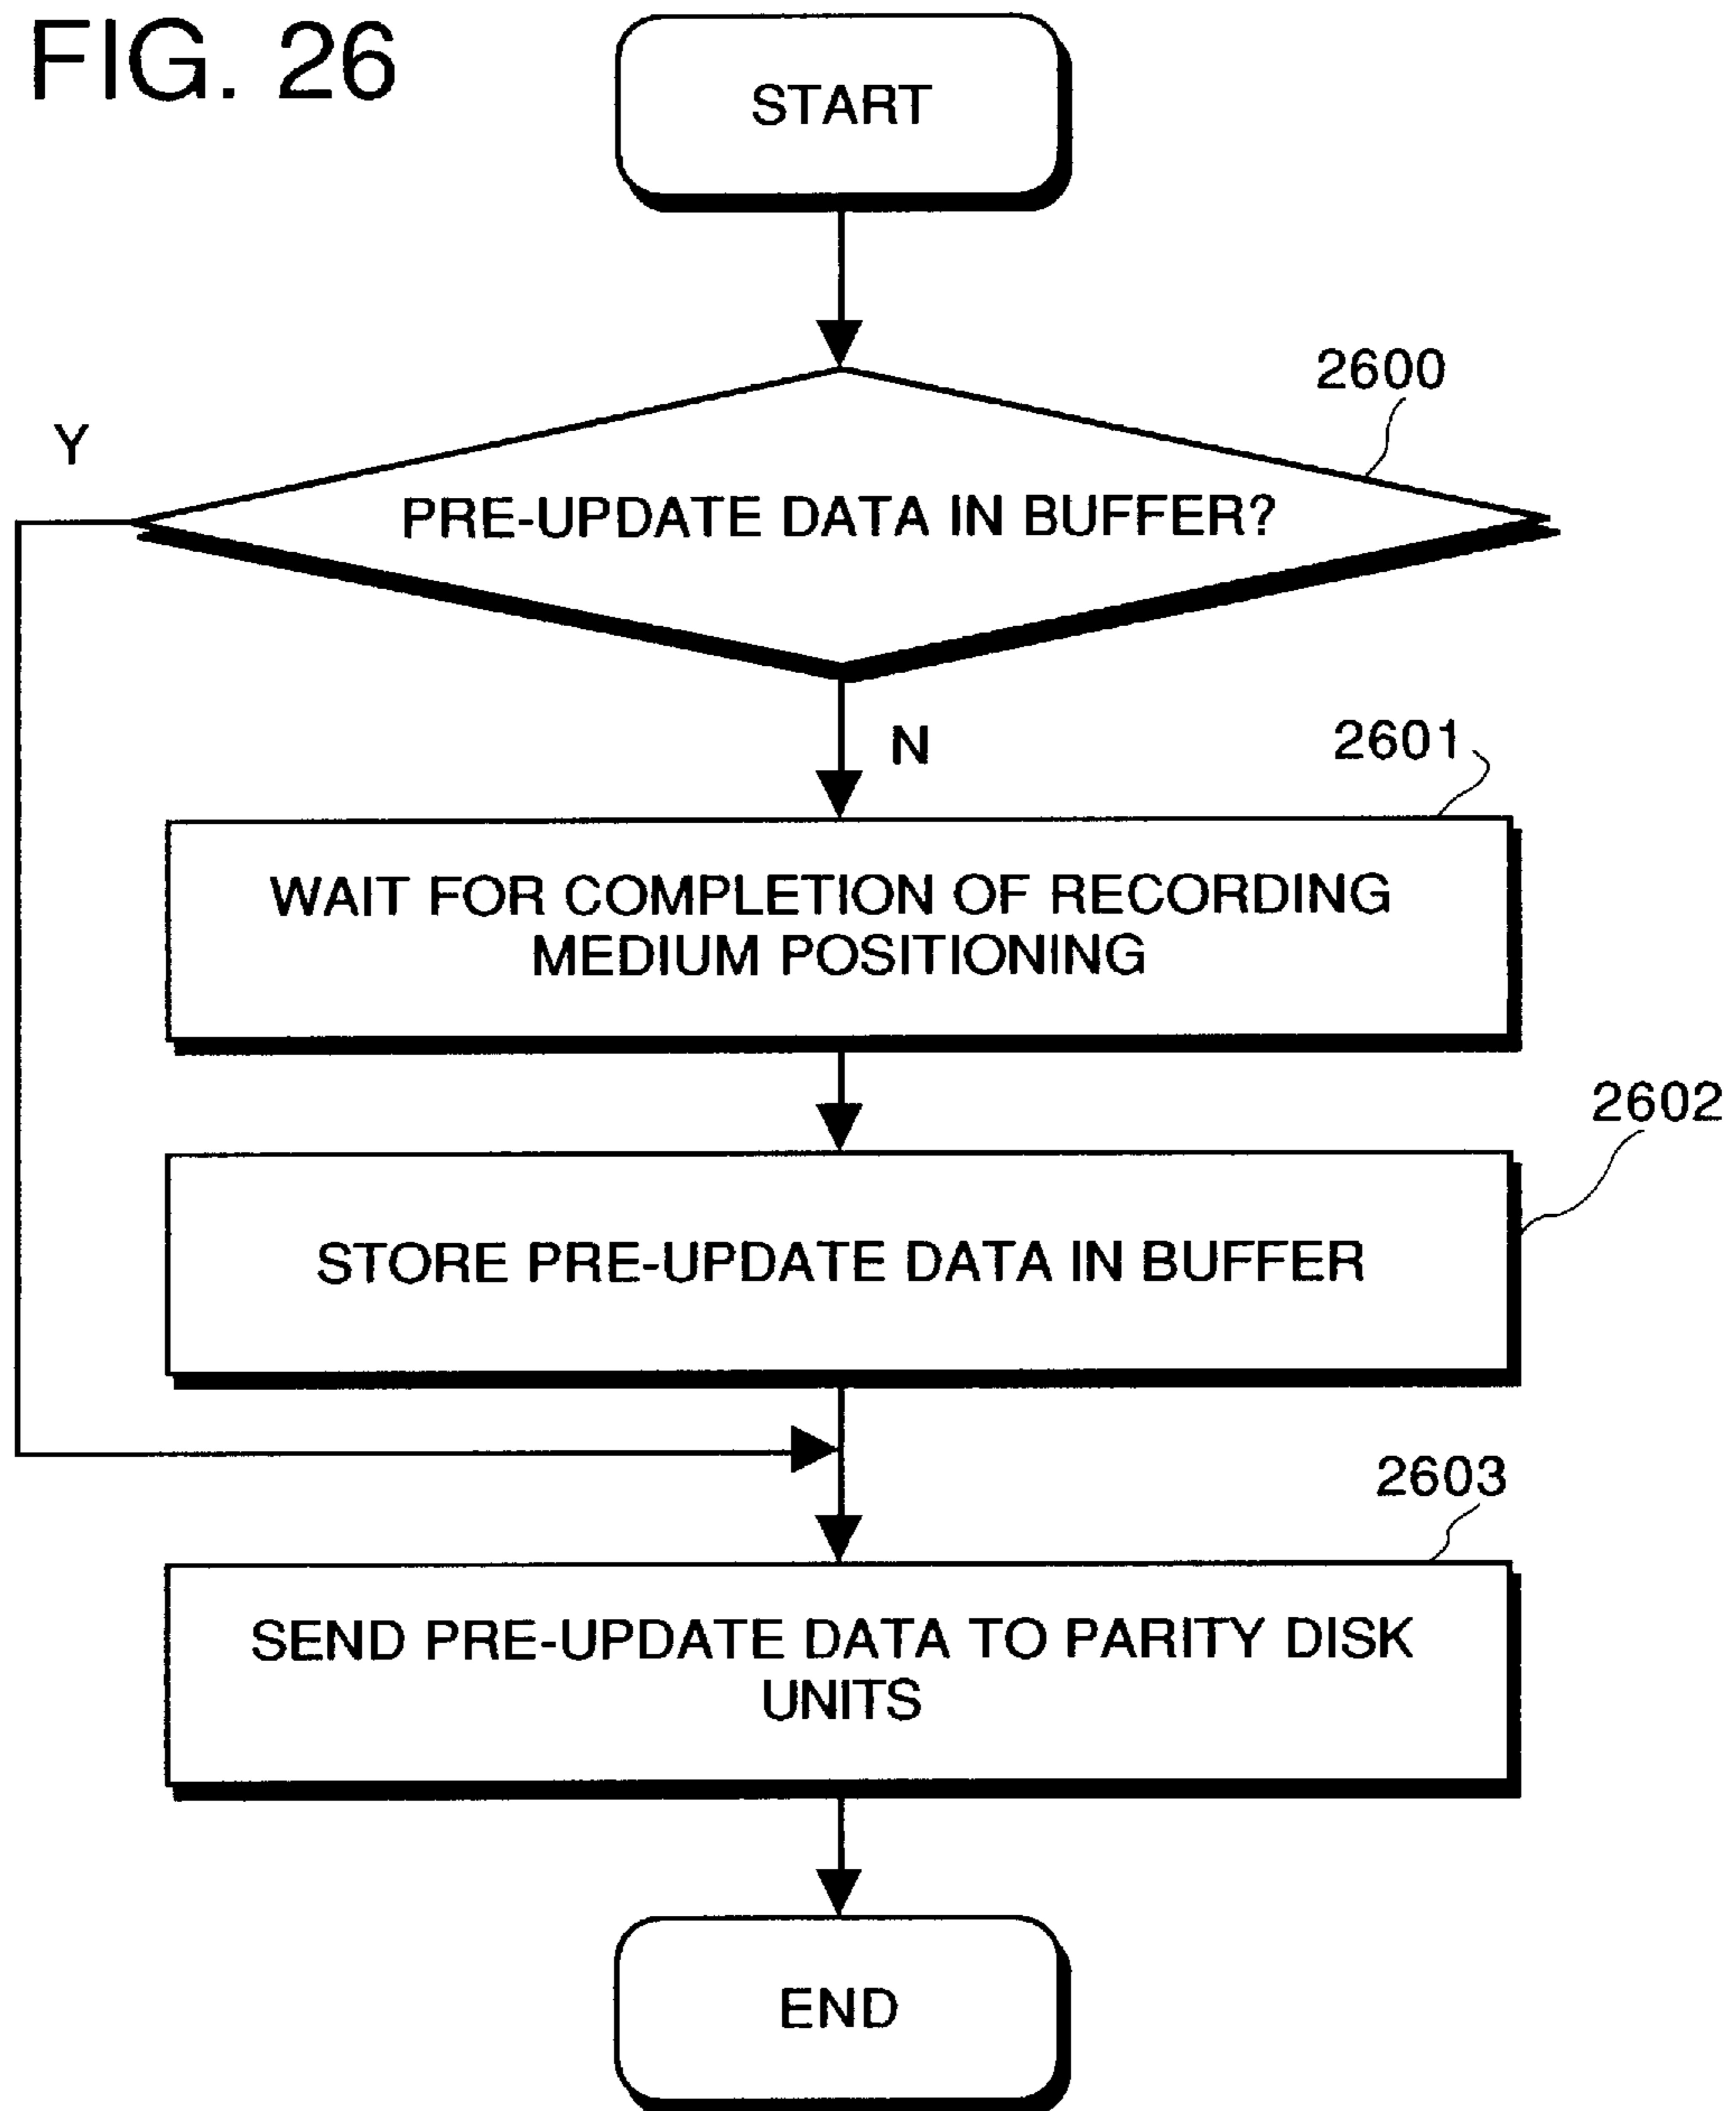 FIG. 26
START
2600
Y
PRE-UPDATE DATA IN BUFFER?
N
2601
WAIT FOR COMPLETION OF RECORDING
MEDIUM POSITIONING
2602
STORE PRE-UPDATE DATA IN BUFFER
2603
SEND PRE-UPDATE DATA TO PARITY DISK
UNITS
END